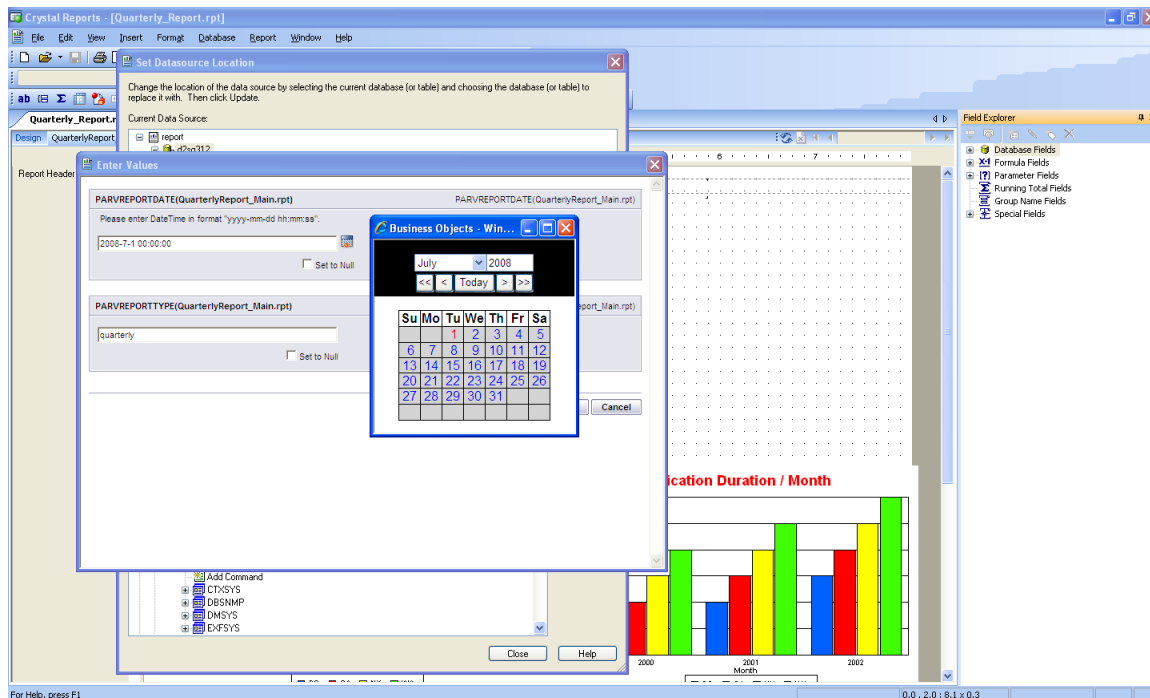 Crystal Reports - [Quarterly_Report.rpt]
File Edit View Insert Format Database Report Window Help
Set Datasource Location
Change the location of the data source by selecting the current database (or table) and choosing the database (or table) to
replace it with. Then click Update.
Quarterly_Report.r
Current Data Source:
Design QuarterlyReport
report
d2sq312
Field Explorer
Database Fields
Formula Fields
Parameter Fields
Running Total Fields
Group Name Fields
Special Fields
6 7
Report Header
Enter Values
PARVREPORTDATE(QuarterlyReport_Main.rpt) PARVREPORTDATE(QuarterlyReport_Main.rpt)
Please enter DateTime in format "yyyy-mm-dd hh:mm:ss".
2008-7-1 00:00:00
Set to Null
PARVREPORTTYPE(QuarterlyReport_Main.rpt) eport_Main.rpt)
quarterly
Set to Null
Cancel
Business Objects - Win...
July 2008
<< < Today > >>
Su Mo Tu We Th Fr Sa
1 2 3 4 5
6 7 8 9 10 11 12
13 14 15 16 17 18 19
20 21 22 23 24 25 26
27 28 29 30 31
ication Duration / Month
Add Command
CTXSYS
DBSNMP
DMSYS
EXFSYS
Close Help
2000 2001 2002
Month
For Help, press F1
0.0 , 2.0 : 8.1 x 0.3